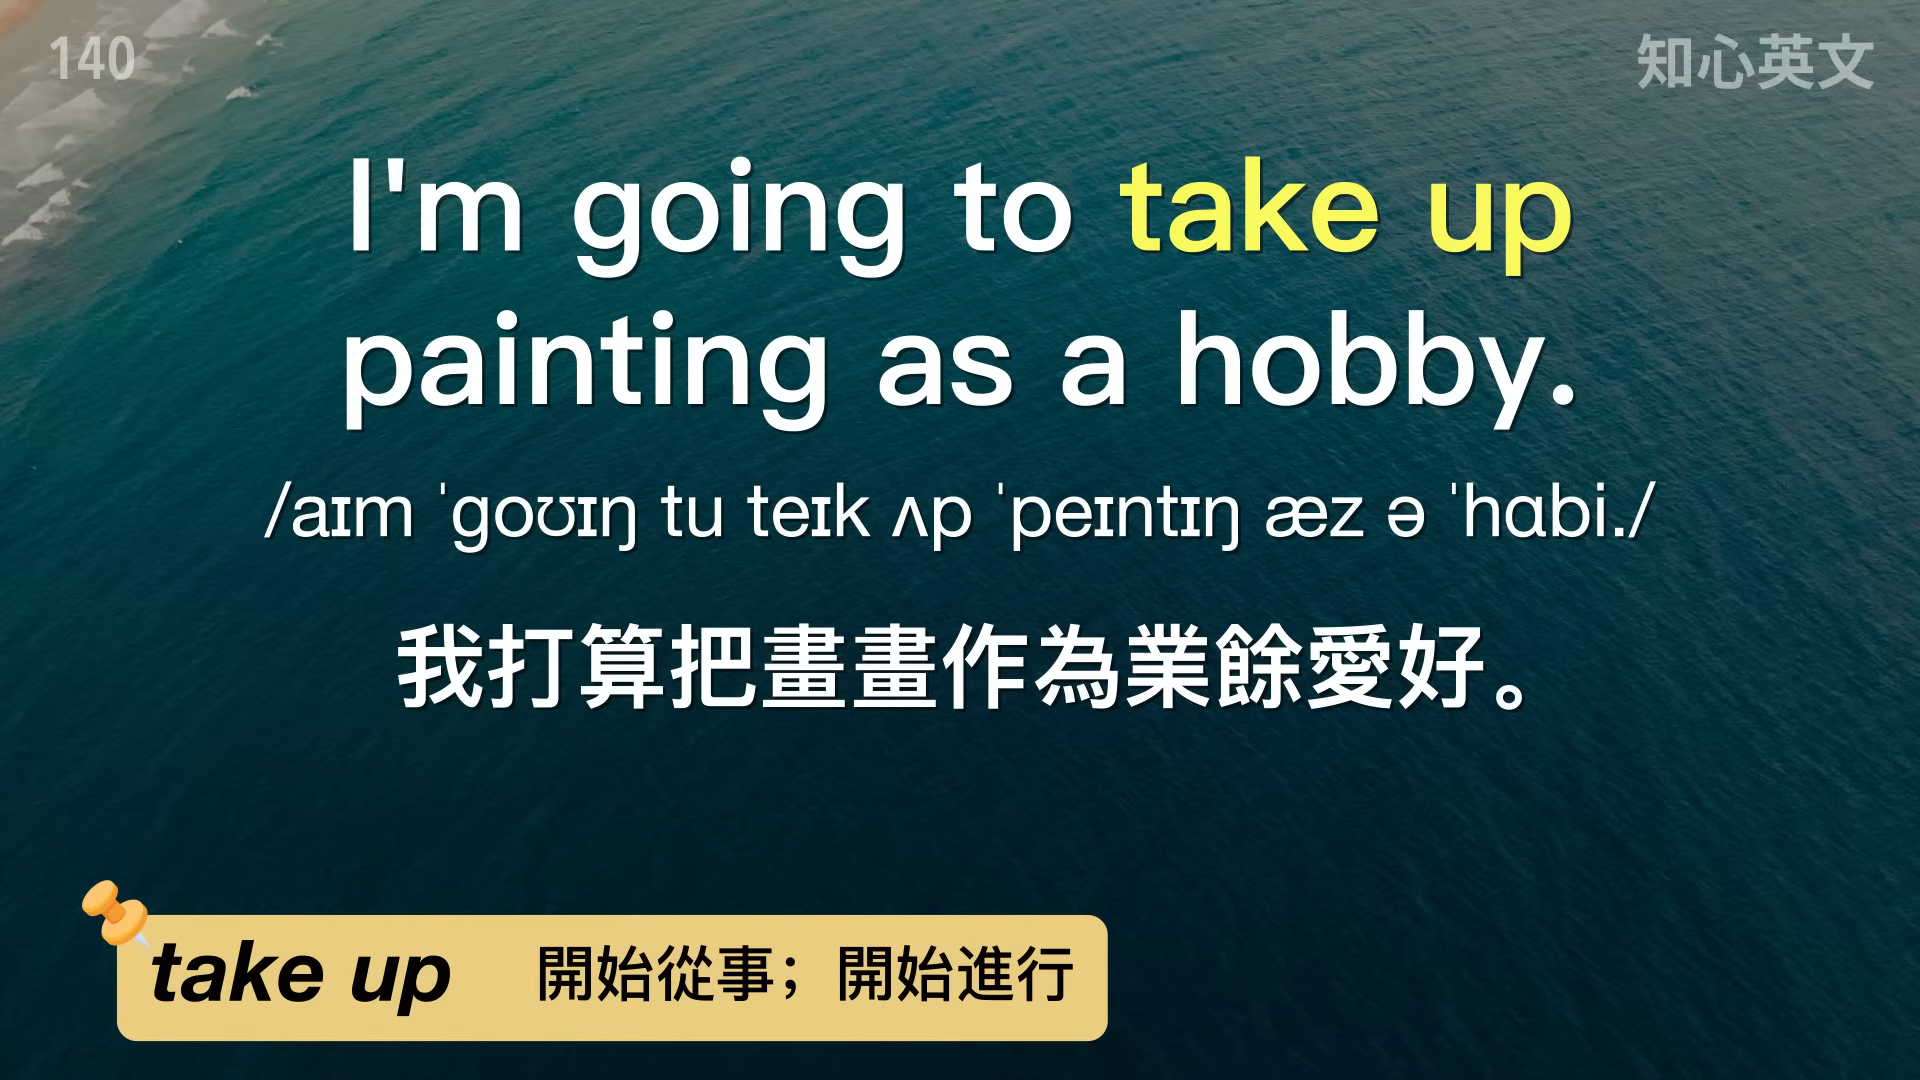 140
知心英文
I'm going to take up
painting as a hobby.
/aɪm ˈɡoʊɪŋ tu teɪk ʌp ˈpeɪntɪŋ æz ə ˈhɑbi./
我打算把畫畫作為業餘愛好。
take up 開始從事；開始進行